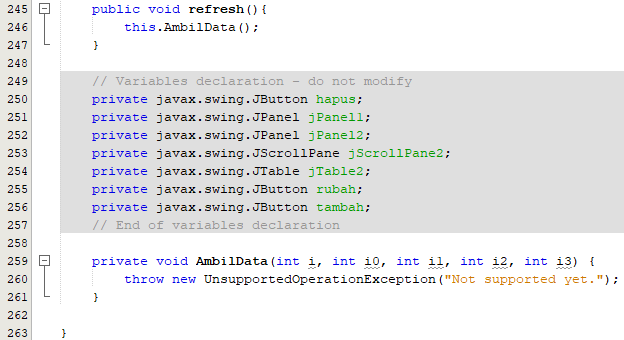 245 public void refresh(){
246 this.AmbilData();
247 }
248
249 // Variables declaration - do not modify
250 private javax.swing.JButton hapus;
251 private javax.swing.JPanel jPanel1;
252 private javax.swing.JPanel jPanel2;
253 private javax.swing.JScrollPane jScrollPane2;
254 private javax.swing.JTable jTable2;
255 private javax.swing.JButton rubah;
256 private javax.swing.JButton tambah;
257 // End of variables declaration
258
259 private void AmbilData(int i, int i0, int i1, int i2, int i3) {
260 throw new UnsupportedOperationException("Not supported yet.");
261 }
262
263 }